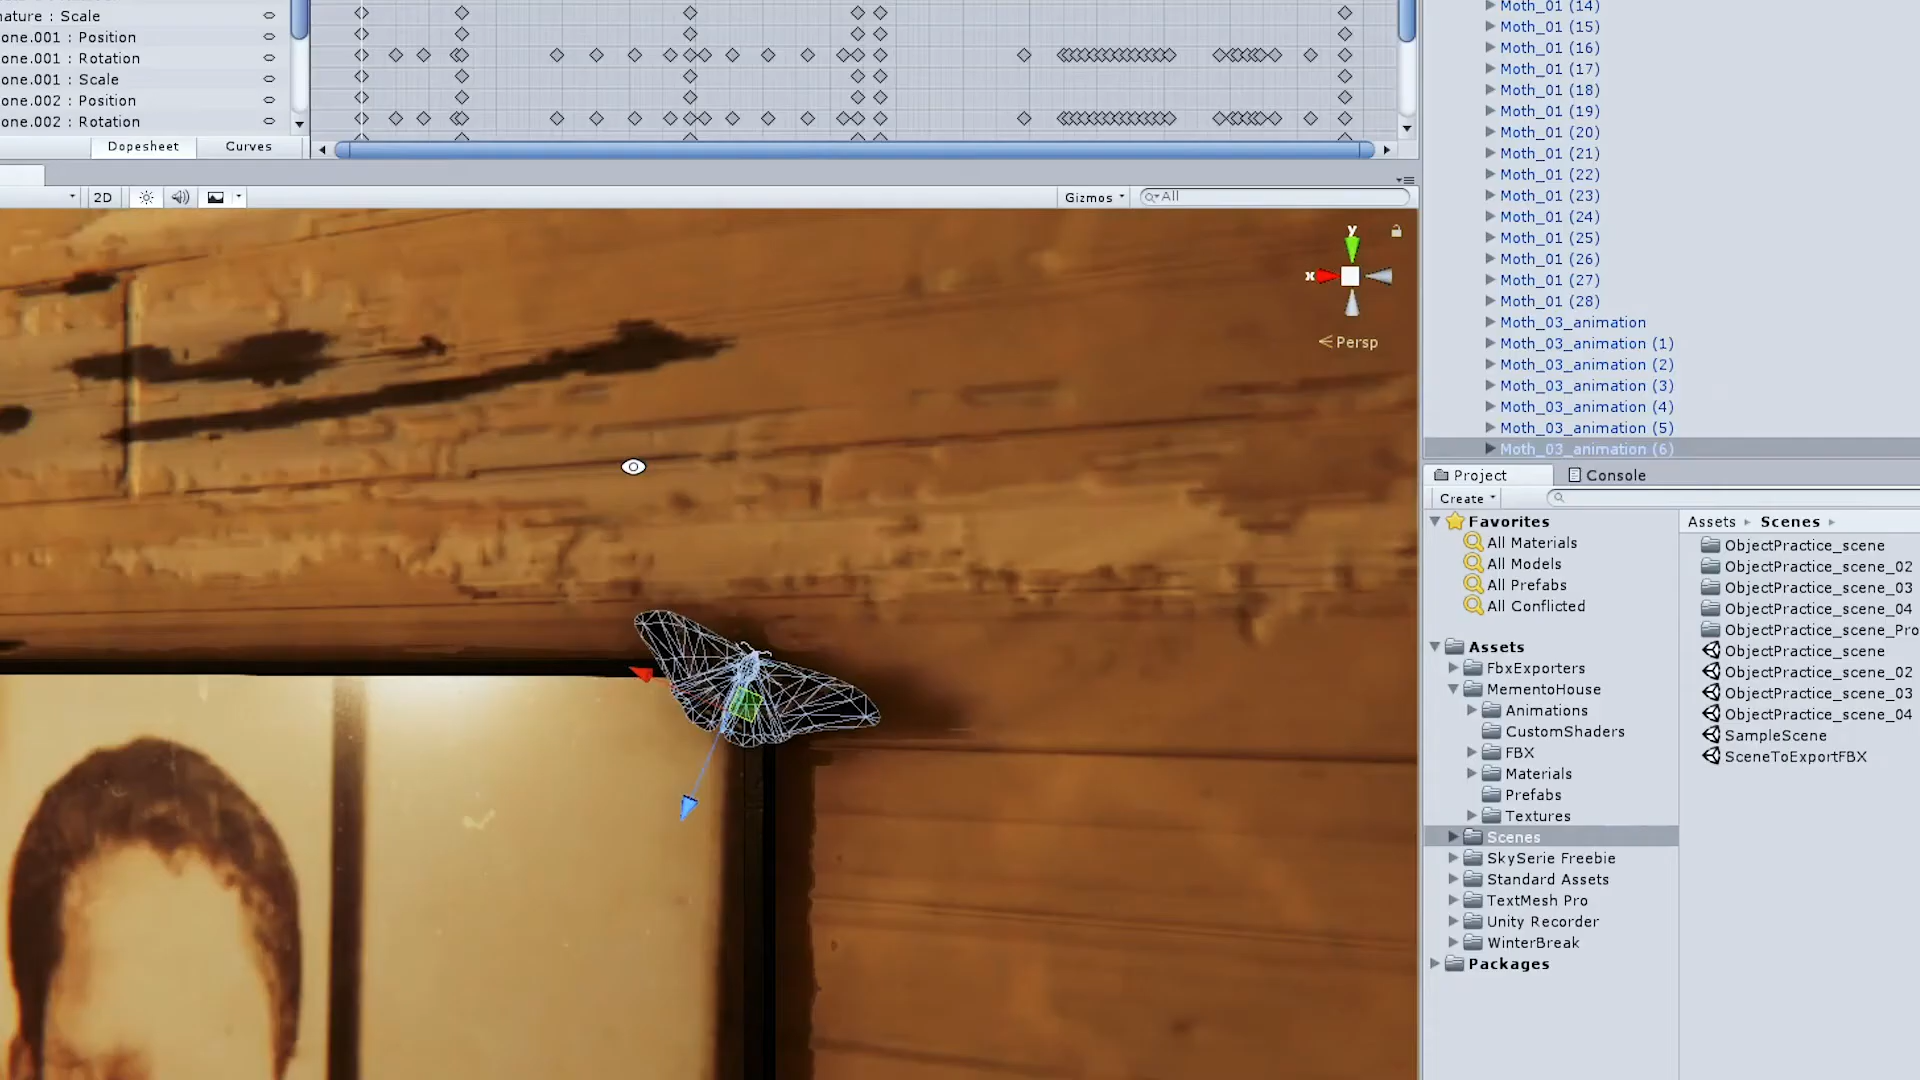 ature : Scale
one.001 : Position
one.001 : Rotation
one.001 : Scale
one.002 : Position
one.002 : Rotation
Dopesheet
Curves
2D
Gizmos
All
y
x
Persp
Moth_01 (14)
Moth_01 (15)
Moth_01 (16)
Moth_01 (17)
Moth_01 (18)
Moth_01 (19)
Moth_01 (20)
Moth_01 (21)
Moth_01 (22)
Moth_01 (23)
Moth_01 (24)
Moth_01 (25)
Moth_01 (26)
Moth_01 (27)
Moth_01 (28)
Moth_03_animation
Moth_03_animation (1)
Moth_03_animation (2)
Moth_03_animation (3)
Moth_03_animation (4)
Moth_03_animation (5)
Moth_03_animation (6)
Project
Console
Create
Favorites
All Materials
All Models
All Prefabs
All Conflicted
Assets
FbxExporters
MementoHouse
Animations
CustomShaders
FBX
Materials
Prefabs
Textures
Scenes
SkySerie Freebie
Standard Assets
TextMesh Pro
Unity Recorder
WinterBreak
Packages
Assets Scenes
ObjectPractice_scene
ObjectPractice_scene_02
ObjectPractice_scene_03
ObjectPractice_scene_04
ObjectPractice_scene_Pro
ObjectPractice_scene
ObjectPractice_scene_02
ObjectPractice_scene_03
ObjectPractice_scene_04
SampleScene
SceneToExportFBX